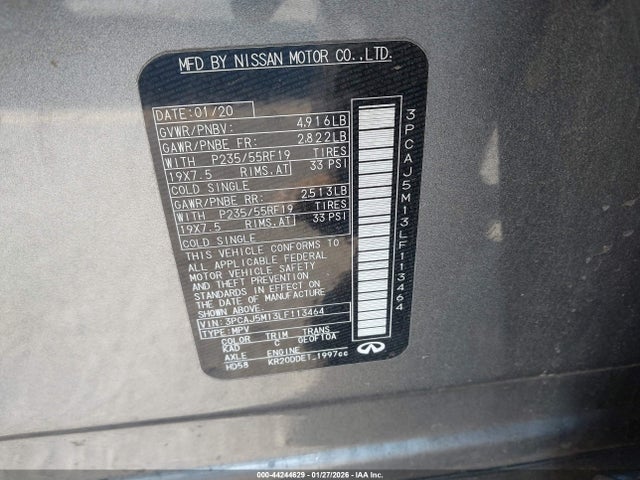 MFD BY NISSAN MOTOR CO.,LTD.
DATE: 01/20
GVWR/PNBV: 4,916LB
GAWR/PNBE FR: 2,822LB
WITH P235/55RF19 TIRES
19X7.5 RIMS.AT 33 PSI
COLD SINGLE
GAWR/PNBE RR: 2,513LB
WITH P235/55RF19 TIRES
19X7.5 RIMS.AT 33 PSI
COLD SINGLE
THIS VEHICLE CONFORMS TO
ALL APPLICABLE FEDERAL
MOTOR VEHICLE SAFETY
AND THEFT PREVENTION
STANDARDS IN EFFECT ON
THE DATE OF MANUFACTURE
SHOWN ABOVE.
VIN: 3PCAJ5M13LF113464
TYPE: MPV
COLOR TRIM TRANS
KAD C GE0F10A
AXLE ENGINE
HD58 KR20DDET 1997cc
3PCAJ5M13LF113464
000-44244629 - 01/27/2026 - IAA Inc.